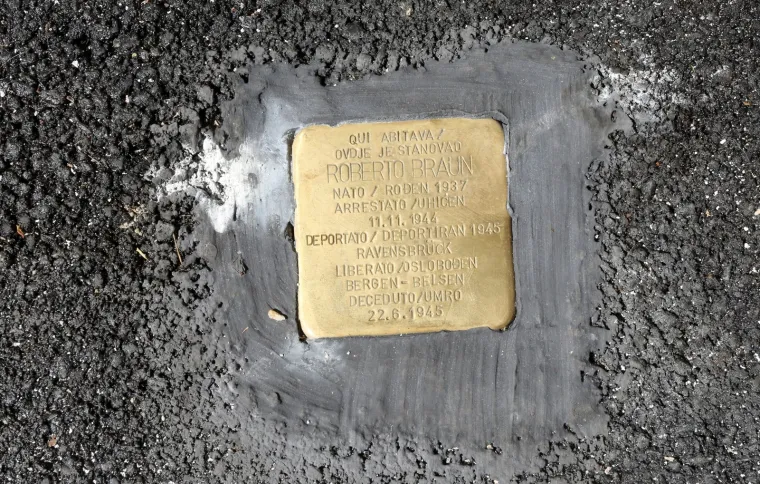 QUI ABITAVA/
OVDJE JE STANOVAO
ROBERTO BRAUN
NATO / ROĐEN 1937
ARRESTATO /UHIĆEN
11.11.1944
DEPORTATO / DEPORTIRAN 1945
RAVENSBRÜCK
LIBERATO /OSLOBOĐEN
BERGEN - BELSEN
DECEDUTO/UMRO
22.6.1945